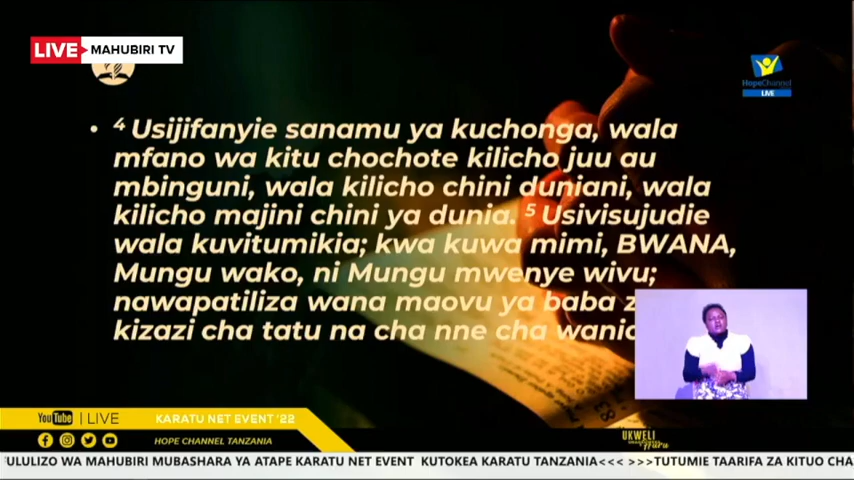 LIVE MAHUBIRI TV
HopeChannel
LIVE
• ⁴ Usijifanyie sanamu ya kuchonga, wala
mfano wa kitu chochote kilicho juu au
mbinguni, wala kilicho chini duniani, wala
kilicho majini chini ya dunia. ⁵ Usivisujudie
wala kuvitumikia; kwa kuwa mimi, BWANA,
Mungu wako, ni Mungu mwenye wivu;
nawapatiliza wana maovu ya baba
kizazi cha tatu na cha nne cha
YouTube | LIVE KARATU NET EVENT '22
HOPE CHANNEL TANZANIA
UKWELI
Huru
ULULIZO WA MAHUBIRI MUBASHARA YA ATAPE KARATU NET EVENT KUTOKEA KARATU TANZANIA<<< >>>TUTUMIE TAARIFA ZA KITUO CHA